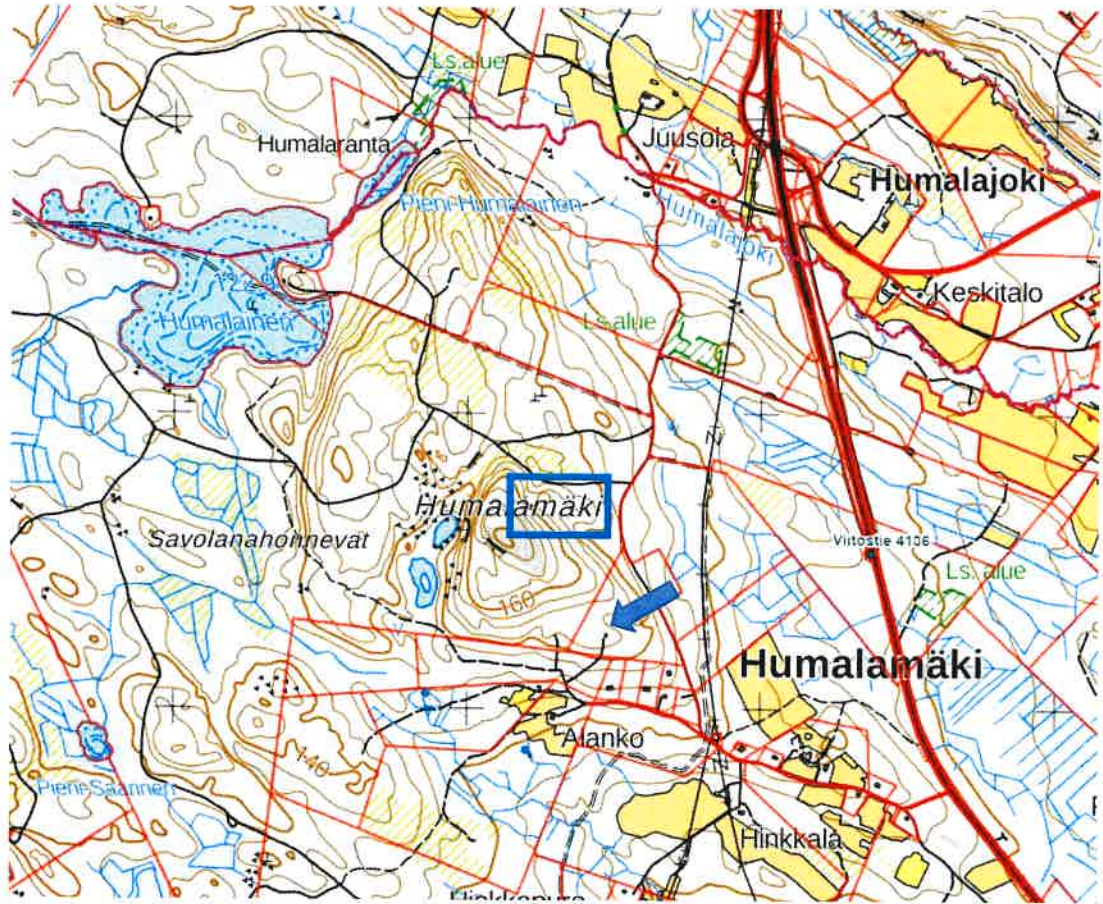 Ls.alue
Humalaranta
Juusola
Humalajoki
Pieni-Humalainen
Humalajoki
Keskitalo
Humalainen
Ls.alue
Humalamäki
Savolanahonnevat
Viitostie 4106
Ls. alue
160
Humalamäki
Alanko
140
Pieni-Saarinen
Hinkkala